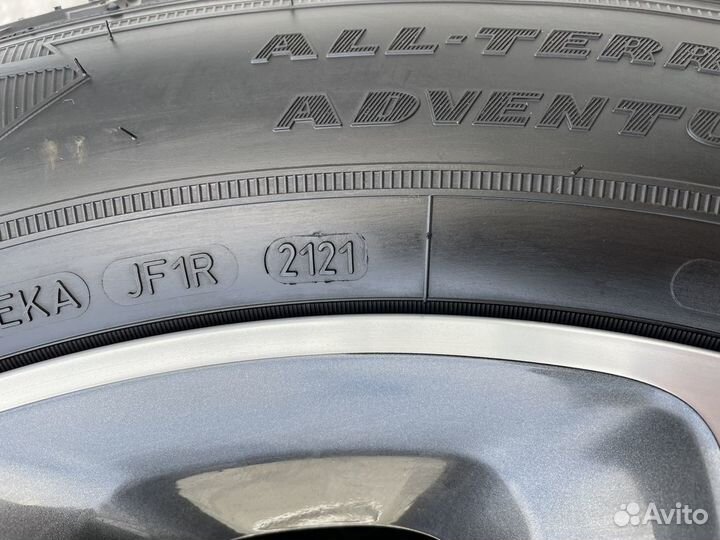 ALL-TERR
ADVENTU
EKA JF1R 2121
Avito